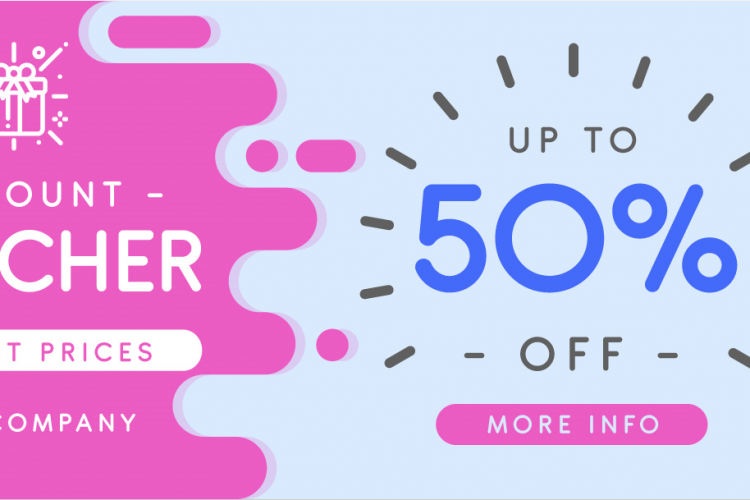 OUNT -
CHER
T PRICES
COMPANY
UP TO
50%
- OFF -
MORE INFO